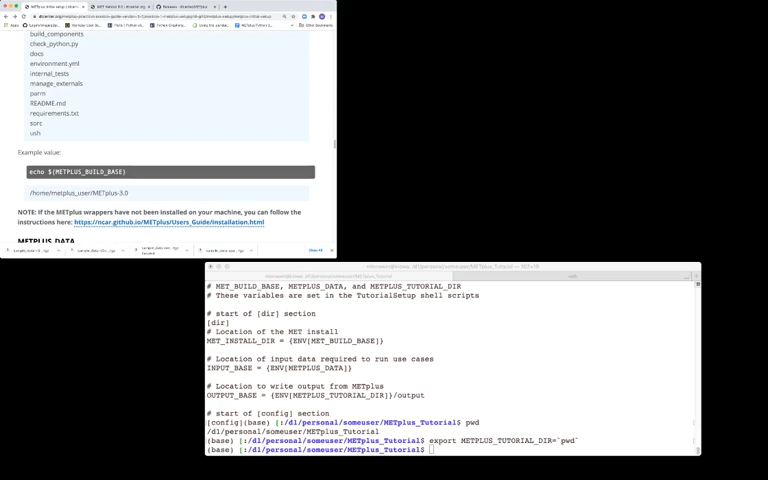 build_components
check_python.py
docs
environment.yml
internal_tests
manage_externals
parm
README.md
requirements.txt
sorc
ush
Example value:
echo ${METPLUS_BUILD_BASE}
/home/metplus_user/METplus-3.0
NOTE: If the METplus wrappers have not been installed on your machine, you can follow the
instructions here: https://ncar.github.io/METplus/Users_Guide/installation.html
METPLUS_DATA
Show All
# MET_BUILD_BASE, METPLUS_DATA, and METPLUS_TUTORIAL_DIR
# These variables are set in the TutorialSetup shell scripts
# start of [dir] section
[dir]
# Location of the MET install
MET_INSTALL_DIR = {ENV[MET_BUILD_BASE]}
# Location of input data required to run use cases
INPUT_BASE = {ENV[METPLUS_DATA]}
# Location to write output from METplus
OUTPUT_BASE = {ENV[METPLUS_TUTORIAL_DIR]}/output
# start of [config] section
[config](base) [:/d1/personal/someuser/METplus_Tutorial$ pwd
/d1/personal/someuser/METplus_Tutorial
(base) [:/d1/personal/someuser/METplus_Tutorial$ export METPLUS_TUTORIAL_DIR=`pwd`
(base) [:/d1/personal/someuser/METplus_Tutorial$